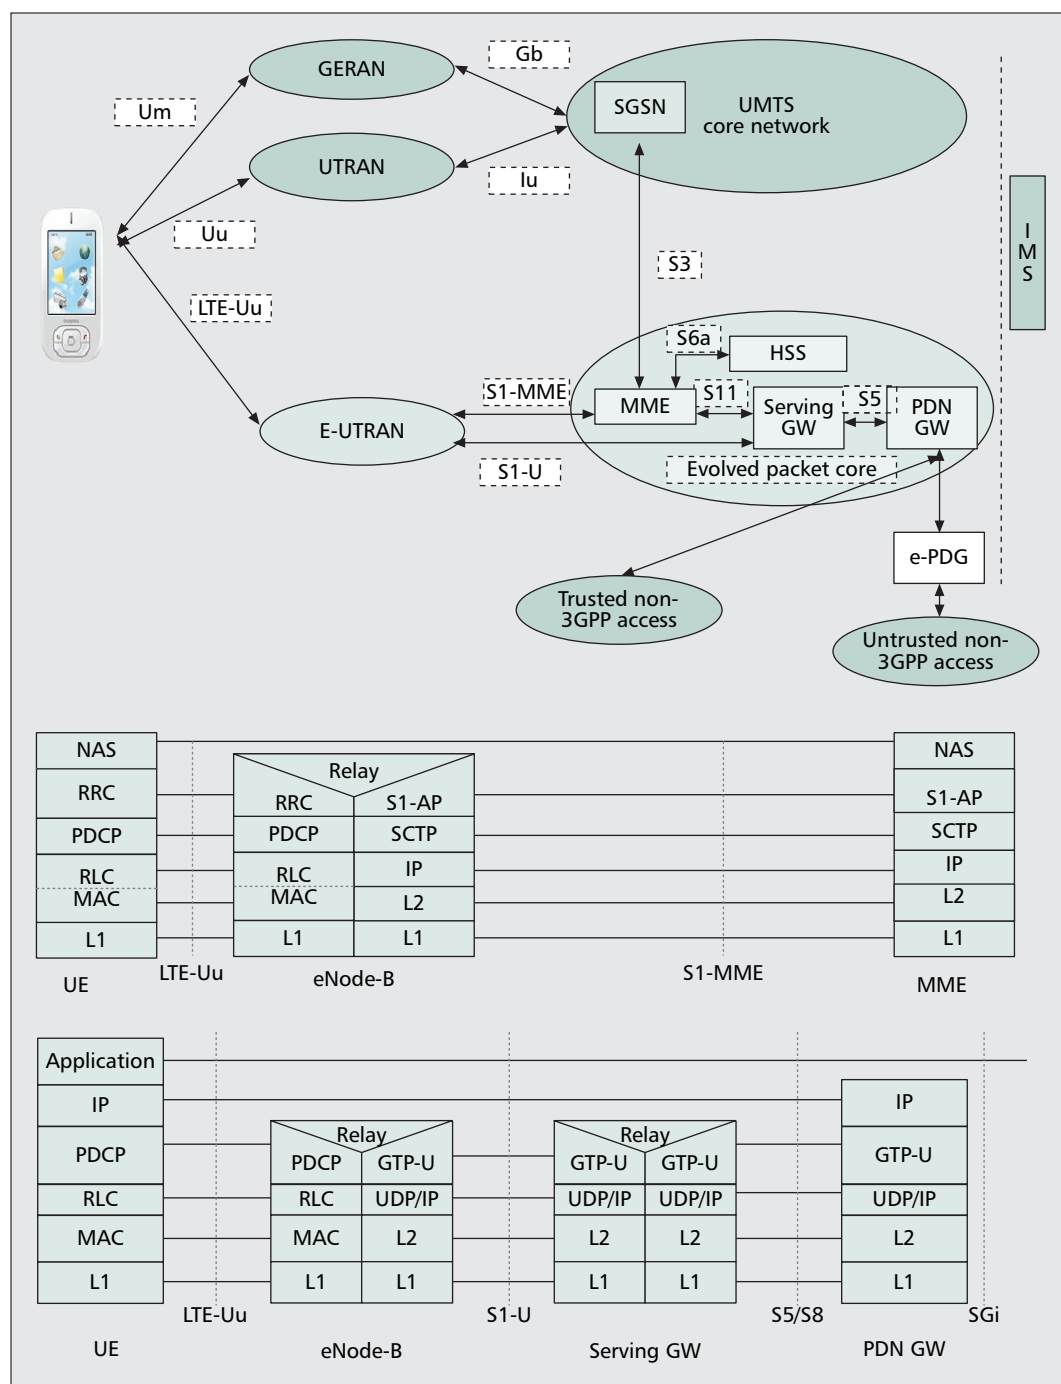 GERAN
Gb
SGSN
UMTS
core network
Um
UTRAN
Iu
Uu
I
M
S
S3
LTE-Uu
S6a
HSS
S1-MME
MME
S11
Serving
GW
S5
PDN
GW
E-UTRAN
S1-U
Evolved packet core
e-PDG
Trusted non-
3GPP access
Untrusted non-
3GPP access
NAS
NAS
Relay
RRC
RRC
S1-AP
S1-AP
PDCP
PDCP
SCTP
SCTP
RLC
RLC
IP
IP
MAC
MAC
L2
L2
L1
L1
L1
L1
LTE-Uu
S1-MME
UE
eNode-B
MME
Application
IP
IP
Relay
Relay
PDCP
PDCP
GTP-U
GTP-U
GTP-U
GTP-U
RLC
RLC
UDP/IP
UDP/IP
UDP/IP
UDP/IP
MAC
MAC
L2
L2
L2
L2
L1
L1
L1
L1
L1
L1
LTE-Uu
S1-U
S5/S8
SGi
UE
eNode-B
Serving GW
PDN GW